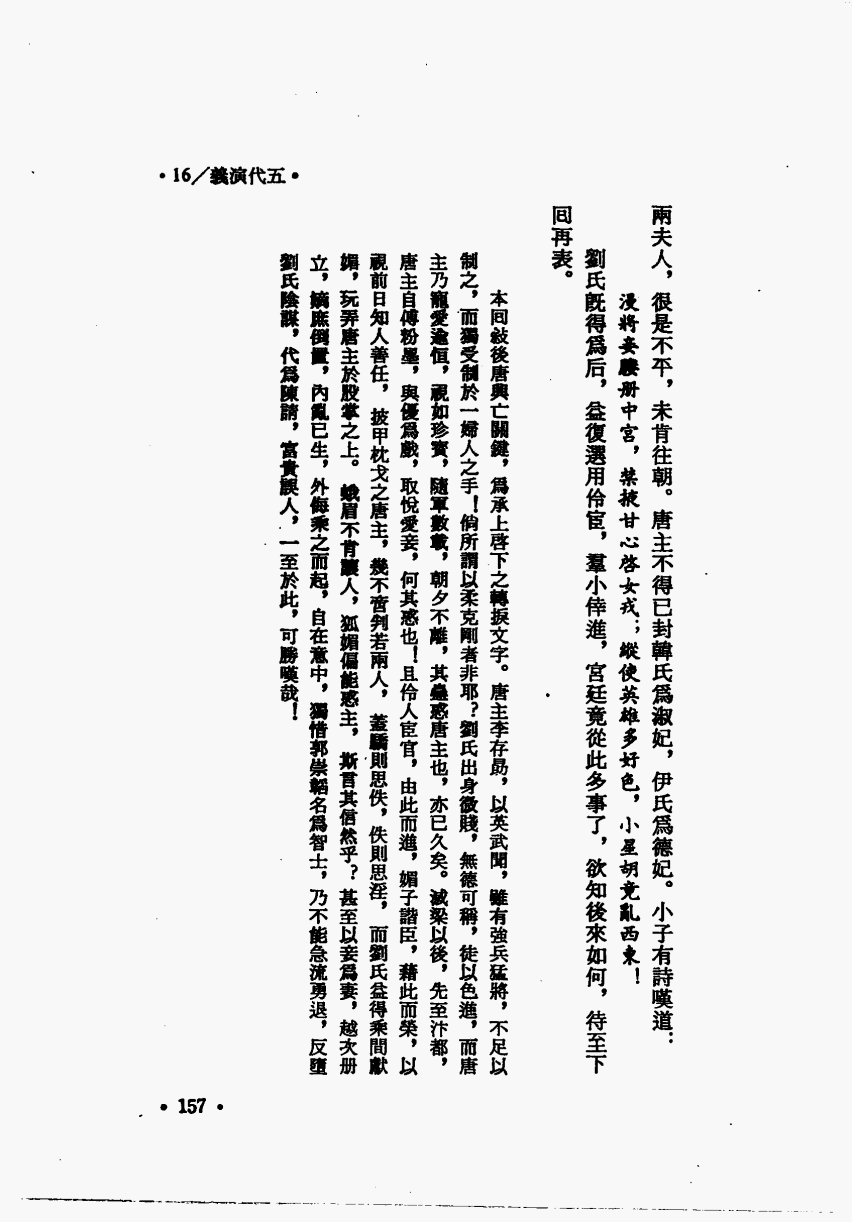 •16／義演代五•
兩夫人，很是不平，未肯往朝。唐主不得已封韓氏爲淑妃，伊氏爲德妃。小子有詩嘆道：
漫將妾媵册中宮，禁掖甘心啓女戎；縱使英雄多好色，小星胡竟亂西東！
劉氏既得爲后，益復選用伶宦，羣小倖進，宮廷竟從此多事了，欲知後來如何，待至下
回再表。
本回敍後唐興亡關鍵，爲承上啓下之轉捩文字。唐主李存勗，以英武聞，雖有強兵猛將，不足以
制之，而獨受制於一婦人之手！倘所謂以柔克剛者非耶？劉氏出身微賤，無德可稱，徒以色進，而唐
主乃寵愛逾恒，視如珍寶，隨軍數載，朝夕不離，其蠱惑唐主也，亦已久矣。滅梁以後，先至汴都，
唐主自傅粉墨，與優爲戲，取悅愛妾，何其惑也！且伶人宦官，由此而進，媚子諧臣，藉此而榮，以
視前日知人善任，披甲枕戈之唐主，幾不啻判若兩人，蓋驕則思佚，佚則思淫，而劉氏益得乘間獻
媚，玩弄唐主於股掌之上。蛾眉不肯讓人，狐媚偏能惑主，斯言其信然乎？甚至以妾爲妻，越次册
立，嫡庶倒置，內亂已生，外侮乘之而起，自在意中，獨惜郭崇韜名爲智士，乃不能急流勇退，反墮
劉氏陰謀，代爲陳請，富貴誤人，一至於此，可勝嘆哉！
•157•